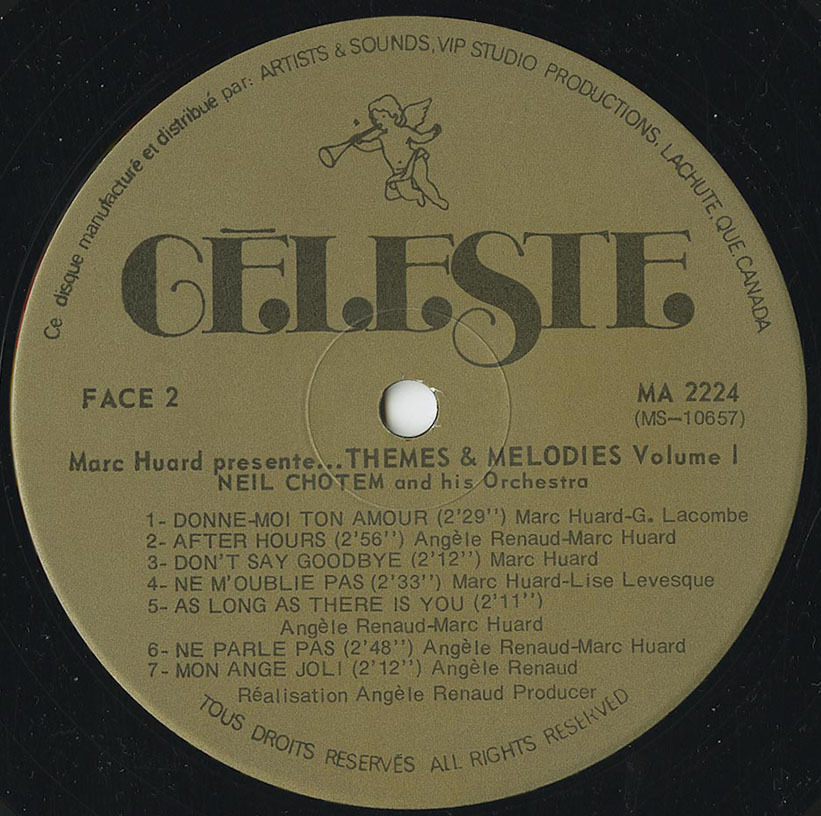 Ce disque manufacturé et distribué par: ARTISTS & SOUNDS, VIP STUDIO PRODUCTIONS, LACHUTE, QUE. CANADA
CĒLESTE
FACE 2
MA 2224
(MS-10657)
Marc Huard presente... THEMES & MELODIES Volume I
NEIL CHOTEM and his Orchestra
1- DONNE-MOI TON AMOUR (2'29'') Marc Huard-G. Lacombe
2- AFTER HOURS (2'56'') Angèle Renaud-Marc Huard
3- DON'T SAY GOODBYE (2'12'') Marc Huard
4- NE M'OUBLIE PAS (2'33'') Marc Huard-Lise Levesque
5- AS LONG AS THERE IS YOU (2'11'')
Angèle Renaud-Marc Huard
6- NE PARLE PAS (2'48'') Angèle Renaud-Marc Huard
7- MON ANGE JOLI (2'12'') Angèle Renaud
Réalisation Angèle Renaud Producer
TOUS DROITS RESERVÉS ALL RIGHTS RESERVED